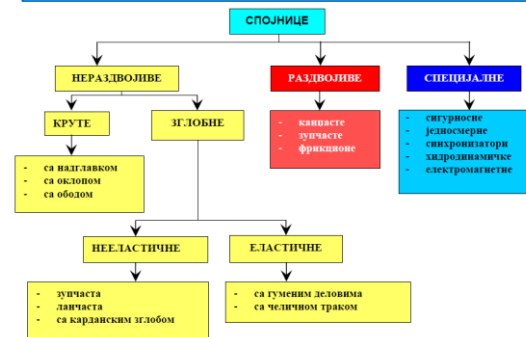 СПОЈНИЦЕ
НЕРАЗДВОЈИВЕ
РАЗДВОЈИВЕ
СПЕЦИЈАЛНЕ
КРУТЕ
ЗГЛОБНЕ
- канџасте
- зупчасте
- фрикционе
- сигурносне
- једносмерне
- синхронизатори
- хидродинамичке
- електромагнетне
- са надглавком
- са оклопом
- са ободом
НЕЕЛАСТИЧНЕ
ЕЛАСТИЧНЕ
- зупчаста
- ланчаста
- са карданским зглобом
- са гуменим деловима
- са челичном траком